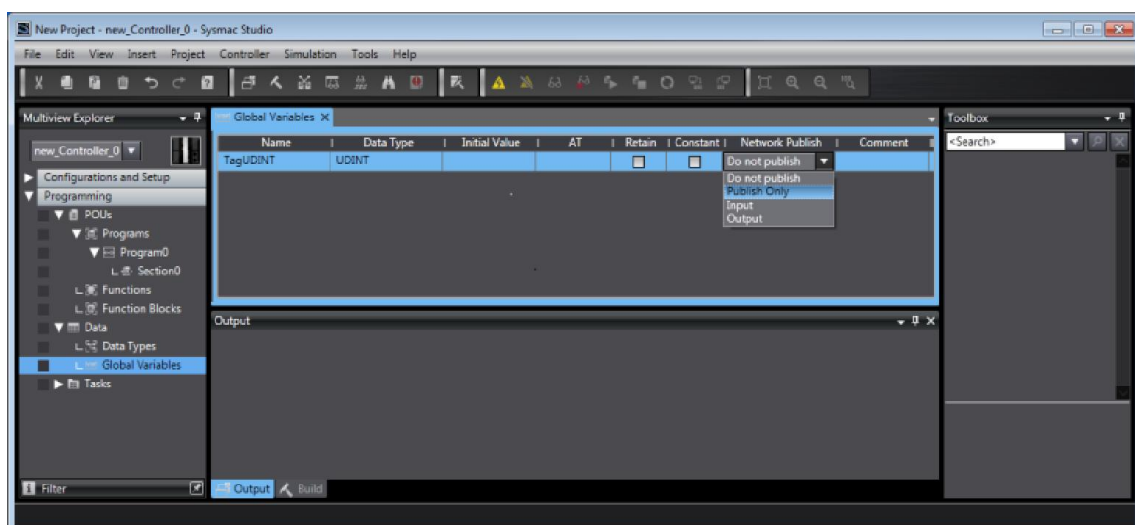 New Project - new_Controller_0 - Sysmac Studio
File Edit View Insert Project Controller Simulation Tools Help
Multiview Explorer
new_Controller_0
Configurations and Setup
Programming
POUs
Programs
Program0
Section0
Functions
Function Blocks
Data
Data Types
Global Variables
Tasks
Filter
Global Variables
Name Data Type Initial Value AT Retain Constant Network Publish Comment
TagUDINT UDINT Do not publish
Do not publish
Publish Only
Input
Output
Output
Output Build
Toolbox
<Search>